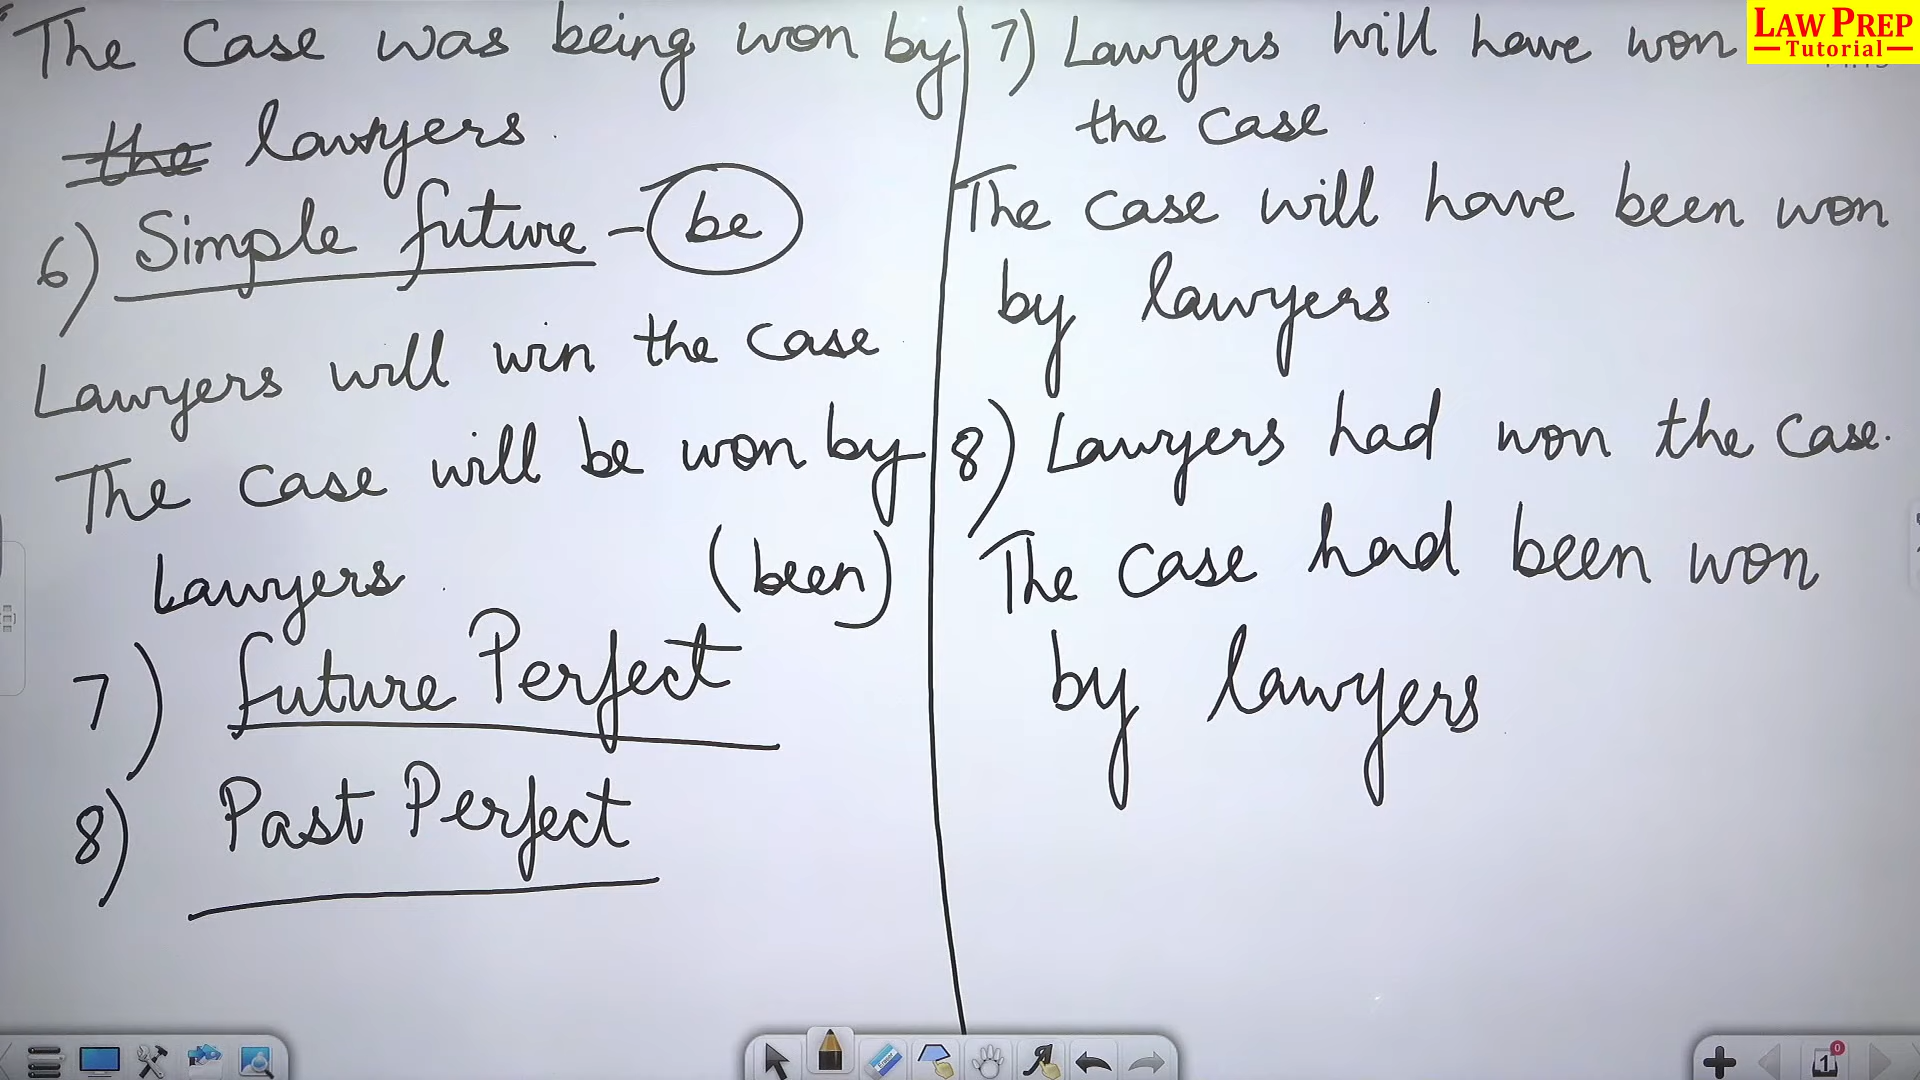 The Case was being won by
the lawyers.
6) Simple future - be
Lawyers will win the case
The case will be won by
Lawyers.
(been)
7) future Perfect
8) Past Perfect
7) Lawyers will have won
the case
The case will have been won
by lawyers
8) Lawyers had won the case.
The case had been won
by lawyers
LAW PREP
Tutorial
Eraser
1
0